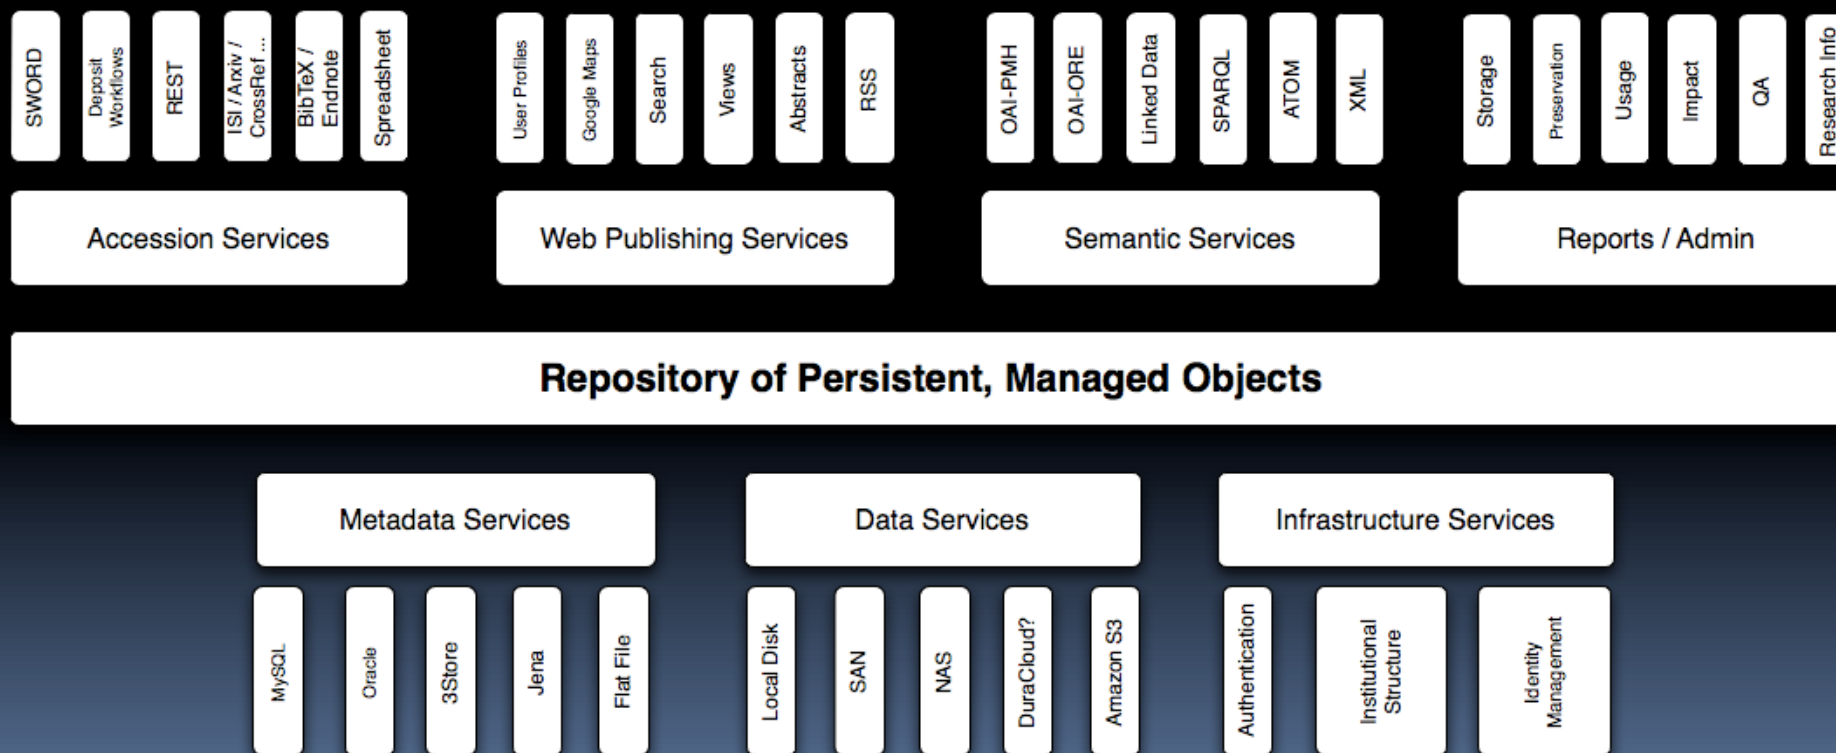 SWORD
Deposit
Workflows
REST
ISI / Arxiv /
CrossRef ...
BibTeX /
Endnote
Spreadsheet
User Profiles
Google Maps
Search
Views
Abstracts
RSS
OAI-PMH
OAI-ORE
Linked Data
SPARQL
ATOM
XML
Storage
Preservation
Usage
Impact
QA
Research Info
Accession Services
Web Publishing Services
Semantic Services
Reports / Admin
Repository of Persistent, Managed Objects
Metadata Services
Data Services
Infrastructure Services
MySQL
Oracle
3Store
Jena
Flat File
Local Disk
SAN
NAS
DuraCloud?
Amazon S3
Authentication
Institutional
Structure
Identity
Management